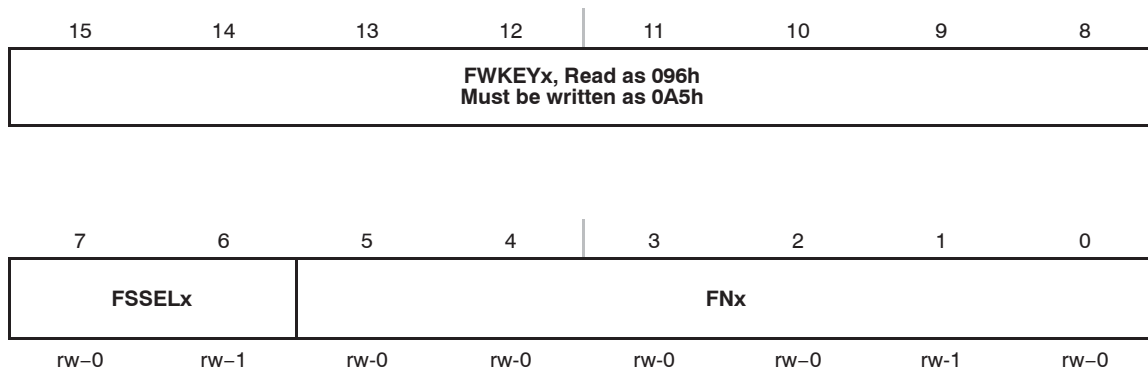 15 14 13 12 11 10 9 8
FWKEYx, Read as 096h
Must be written as 0A5h
7 6 5 4 3 2 1 0
FSSELx FNx
rw−0 rw−1 rw-0 rw-0 rw-0 rw−0 rw-1 rw−0